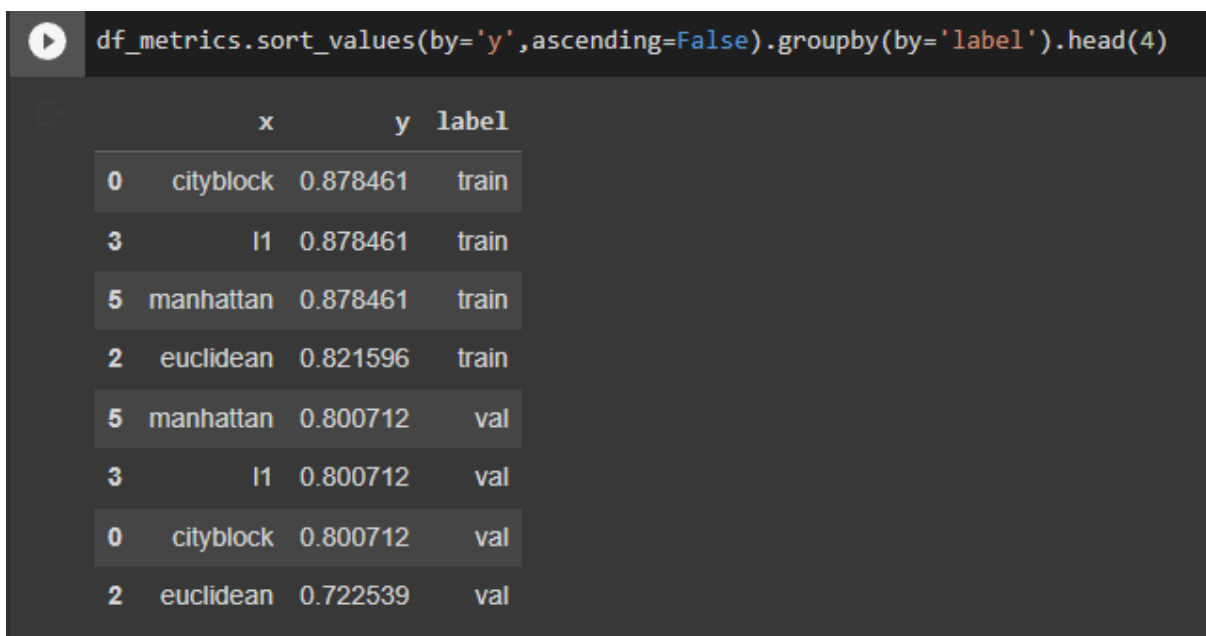 df_metrics.sort_values(by='y',ascending=False).groupby(by='label').head(4)
x y label
0 cityblock 0.878461 train
3 l1 0.878461 train
5 manhattan 0.878461 train
2 euclidean 0.821596 train
5 manhattan 0.800712 val
3 l1 0.800712 val
0 cityblock 0.800712 val
2 euclidean 0.722539 val